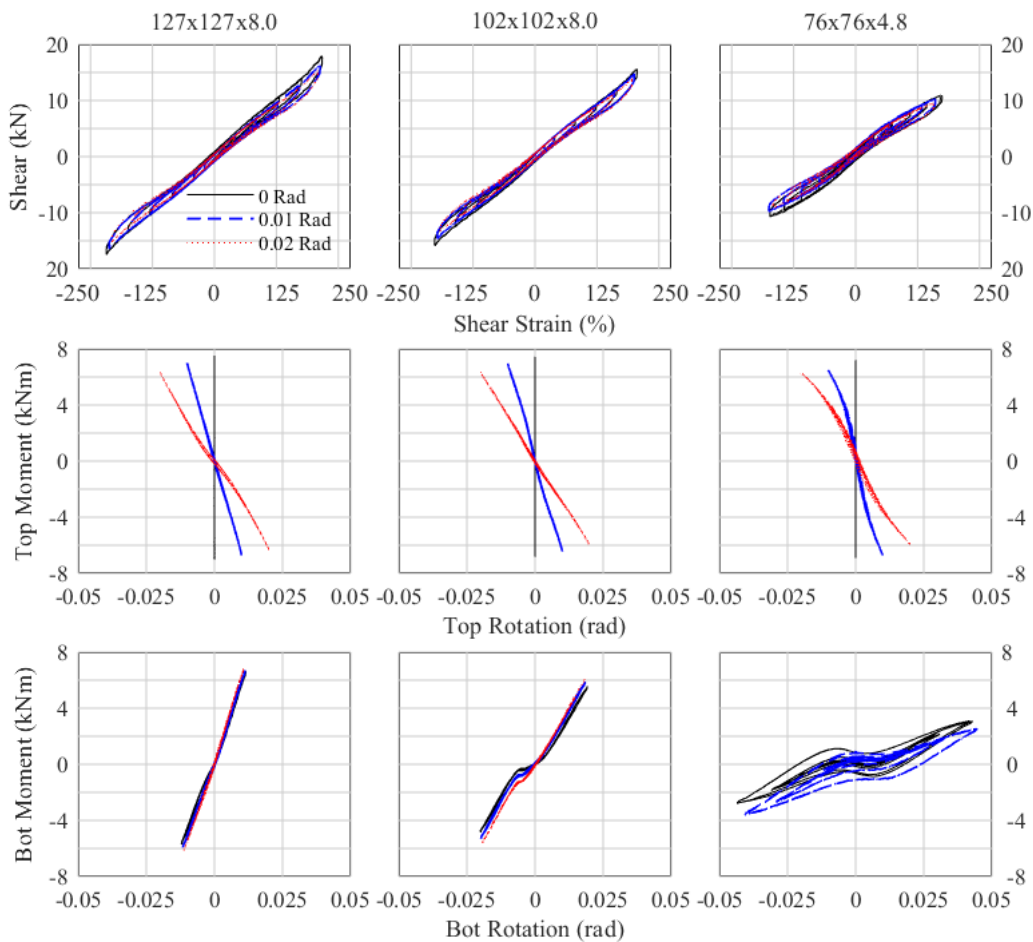 127x127x8.0 102x102x8.0 76x76x4.8
20 20
10 10
0 0
-10 -10
20 20
Shear (kN)
0 Rad
0.01 Rad
0.02 Rad
-250 -125 0 125 250 -250 -125 0 125 250 -250 -125 0 125 250
Shear Strain (%)
8 8
4 4
0 0
-4 -4
-8 -8
Top Moment (kNm)
-0.05 -0.025 0 0.025 0.05 -0.05 -0.025 0 0.025 0.05 -0.05 -0.025 0 0.025 0.05
Top Rotation (rad)
8 8
4 4
0 0
-4 -4
-8 -8
Bot Moment (kNm)
-0.05 -0.025 0 0.025 0.05 -0.05 -0.025 0 0.025 0.05 -0.05 -0.025 0 0.025 0.05
Bot Rotation (rad)